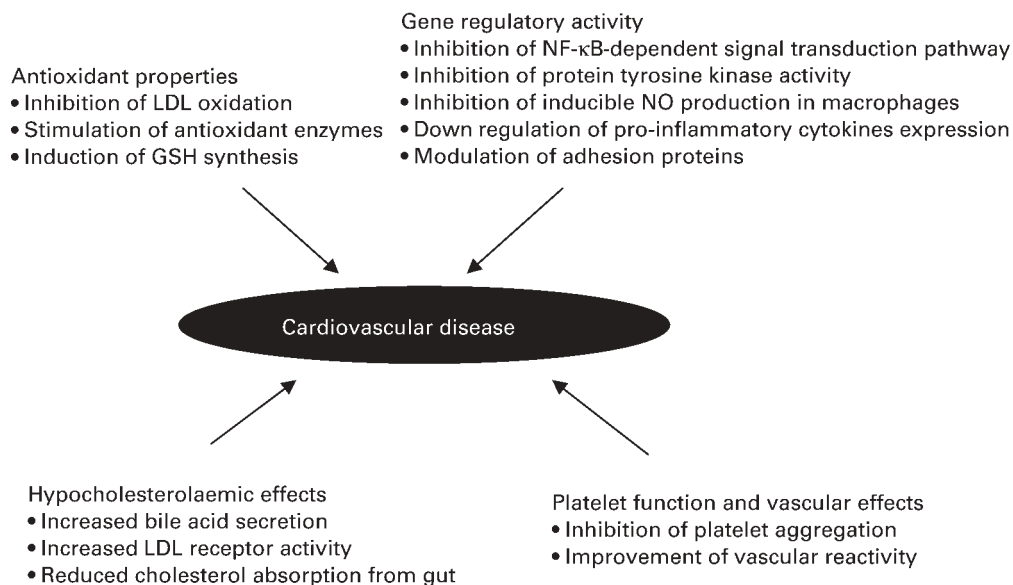 Antioxidant properties
• Inhibition of LDL oxidation
• Stimulation of antioxidant enzymes
• Induction of GSH synthesis
Gene regulatory activity
• Inhibition of NF-κB-dependent signal transduction pathway
• Inhibition of protein tyrosine kinase activity
• Inhibition of inducible NO production in macrophages
• Down regulation of pro-inflammatory cytokines expression
• Modulation of adhesion proteins
Cardiovascular disease
Hypocholesterolaemic effects
• Increased bile acid secretion
• Increased LDL receptor activity
• Reduced cholesterol absorption from gut
Platelet function and vascular effects
• Inhibition of platelet aggregation
• Improvement of vascular reactivity